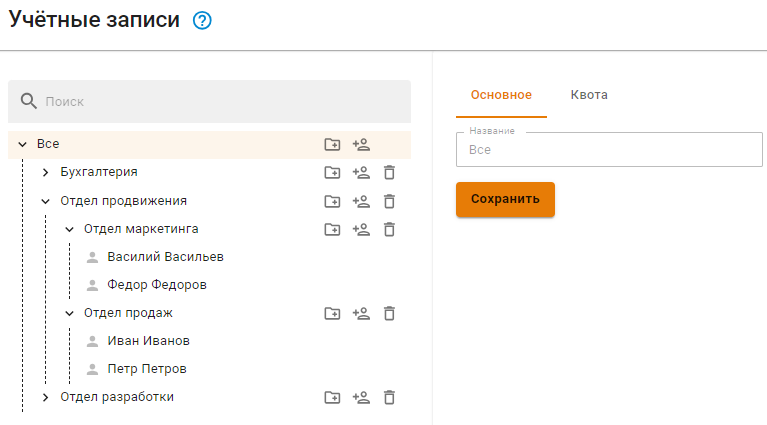 Учётные записи
Поиск
Все
Бухгалтерия
Отдел продвижения
Отдел маркетинга
Василий Васильев
Федор Федоров
Отдел продаж
Иван Иванов
Петр Петров
Отдел разработки
Основное Квота
Название
Все
Сохранить